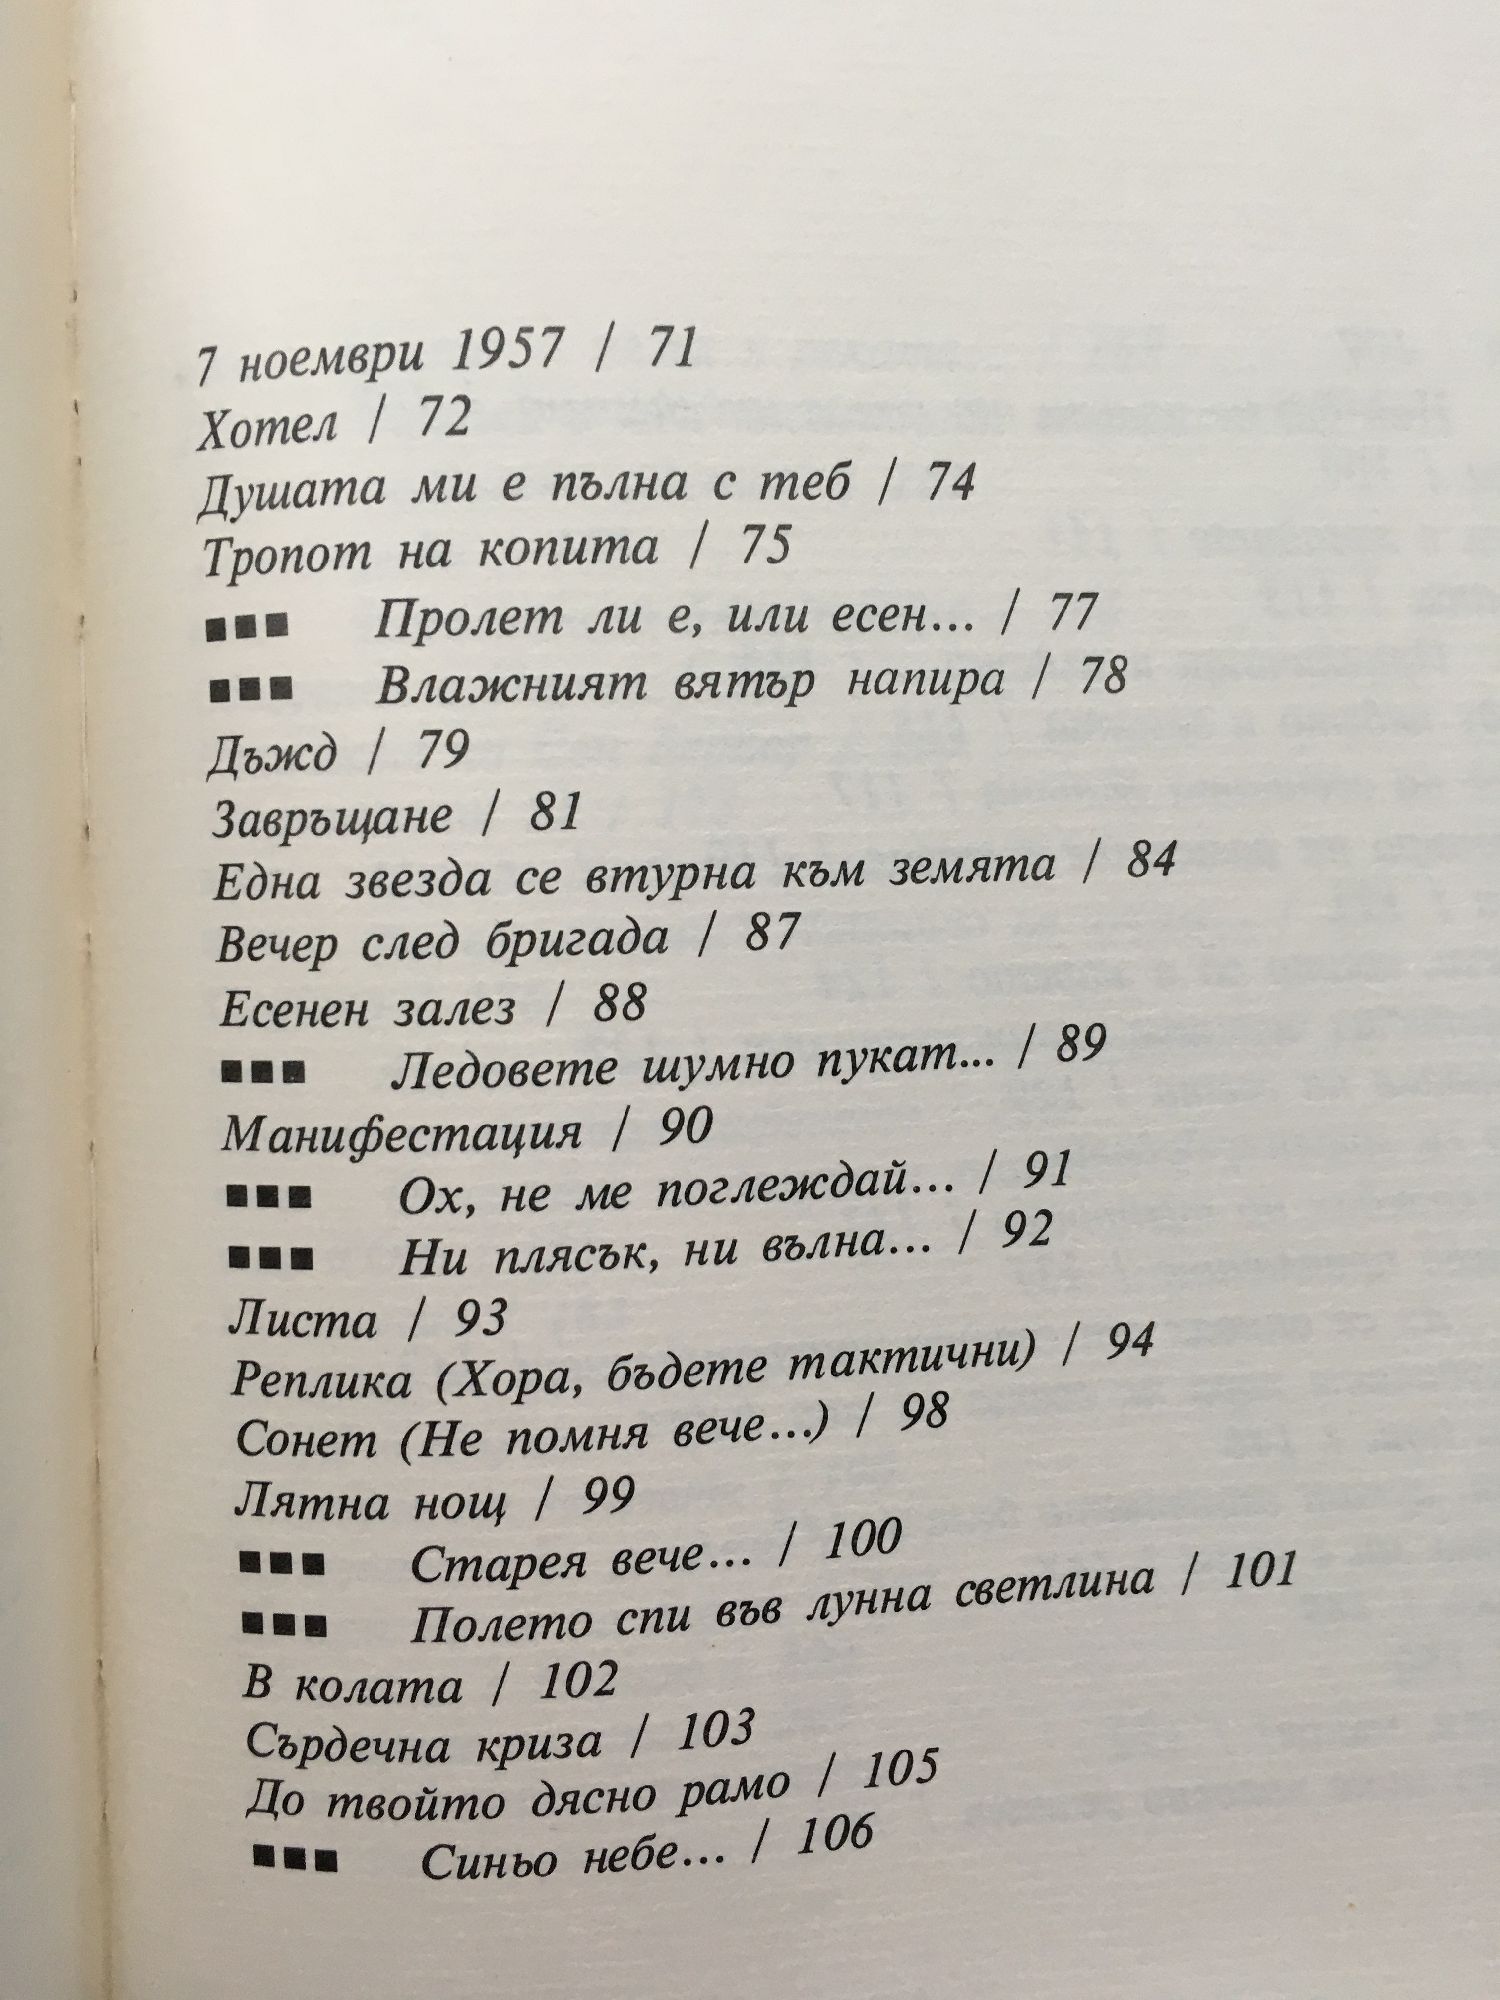 7 ноември 1957 / 71
Хотел / 72
Душата ми е пълна с теб / 74
Тропот на копита / 75
■■■ Пролет ли е, или есен... / 77
■■■ Влажният вятър напира / 78
Дъжд / 79
Завръщане / 81
Една звезда се втурна към земята / 84
Вечер след бригада / 87
Есенен залез / 88
■■■ Ледовете шумно пукат... / 89
Манифестация / 90
■■■ Ох, не ме поглеждай... / 91
■■■ Ни плясък, ни вълна... / 92
Листа / 93
Реплика (Хора, бъдете тактични) / 94
Сонет (Не помня вече...) / 98
Лятна нощ / 99
■■■ Старея вече... / 100
■■■ Полето спи във лунна светлина / 101
В колата / 102
Сърдечна криза / 103
До твойто дясно рамо / 105
■■■ Синьо небе... / 106